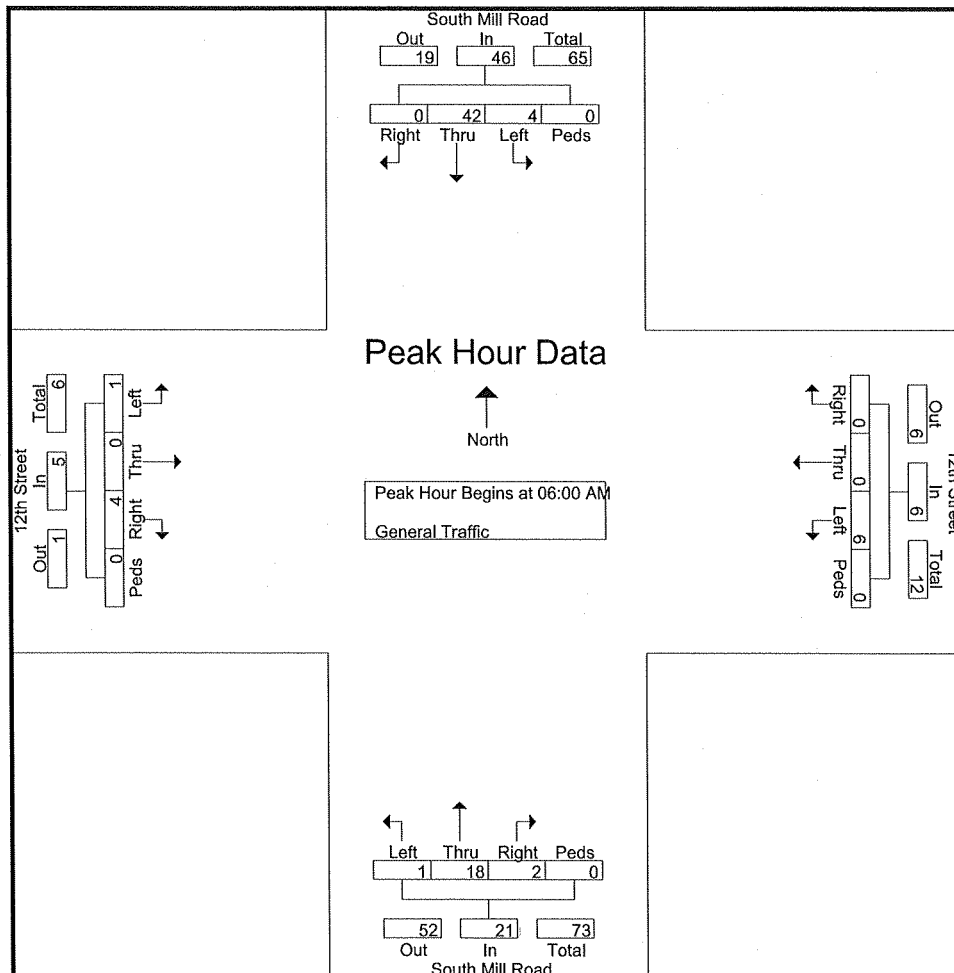 South Mill Road
Out In Total
19 46 65
0 42 4 0
Right Thru Left Peds
Peak Hour Data
North
Peak Hour Begins at 06:00 AM
General Traffic
12th Street
Total In Out
6 5 1
1 0 4 0
Left Thru Right Peds
Right Thru Left Peds
0 0 6 0
Out In Total
6 6 12
12th Street
Left Thru Right Peds
1 18 2 0
52 21 73
Out In Total
South Mill Road